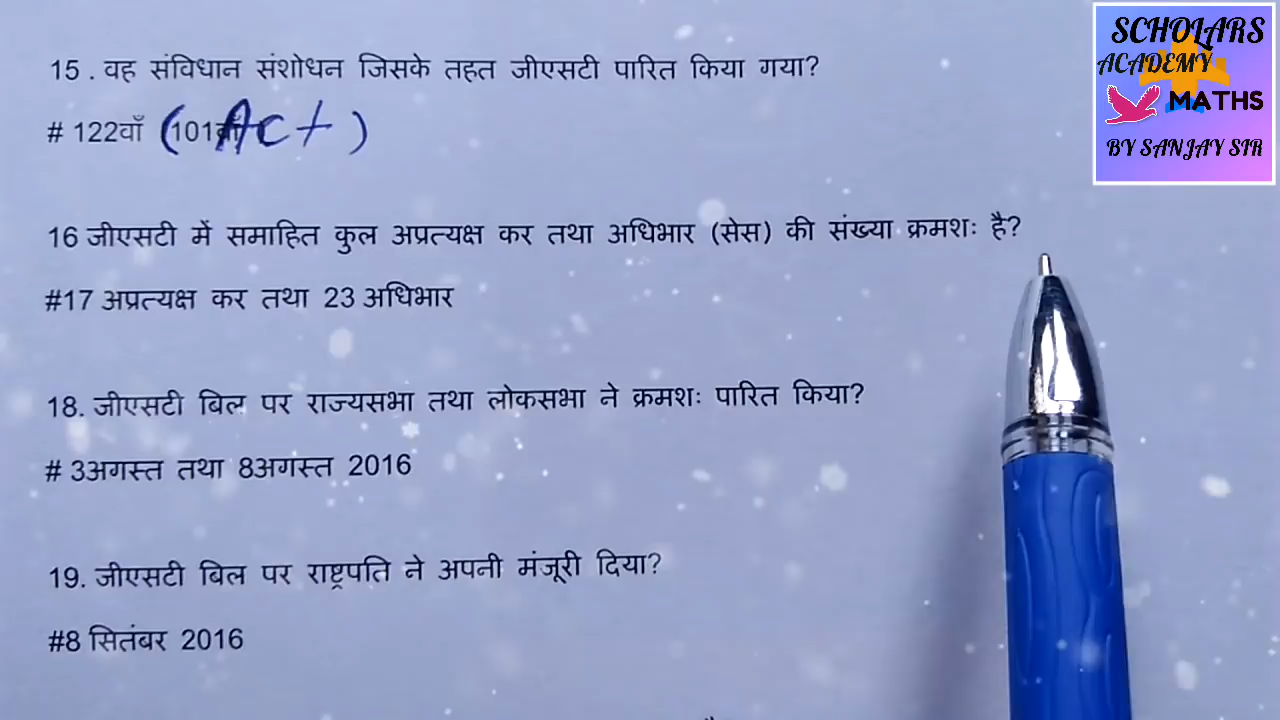 15 . वह संविधान संशोधन जिसके तहत जीएसटी पारित किया गया?
# 122वाँ (101 Act )
16 जीएसटी में समाहित कुल अप्रत्यक्ष कर तथा अधिभार (सेस) की संख्या क्रमशः है?
#17 अप्रत्यक्ष कर तथा 23 अधिभार
18. जीएसटी बिल पर राज्यसभा तथा लोकसभा ने क्रमशः पारित किया?
# 3अगस्त तथा 8अगस्त 2016
19. जीएसटी बिल पर राष्ट्रपति ने अपनी मंजूरी दिया?
#8 सितंबर 2016
SCHOLARS
ACADEMY
MATHS
BY SANJAY SIR